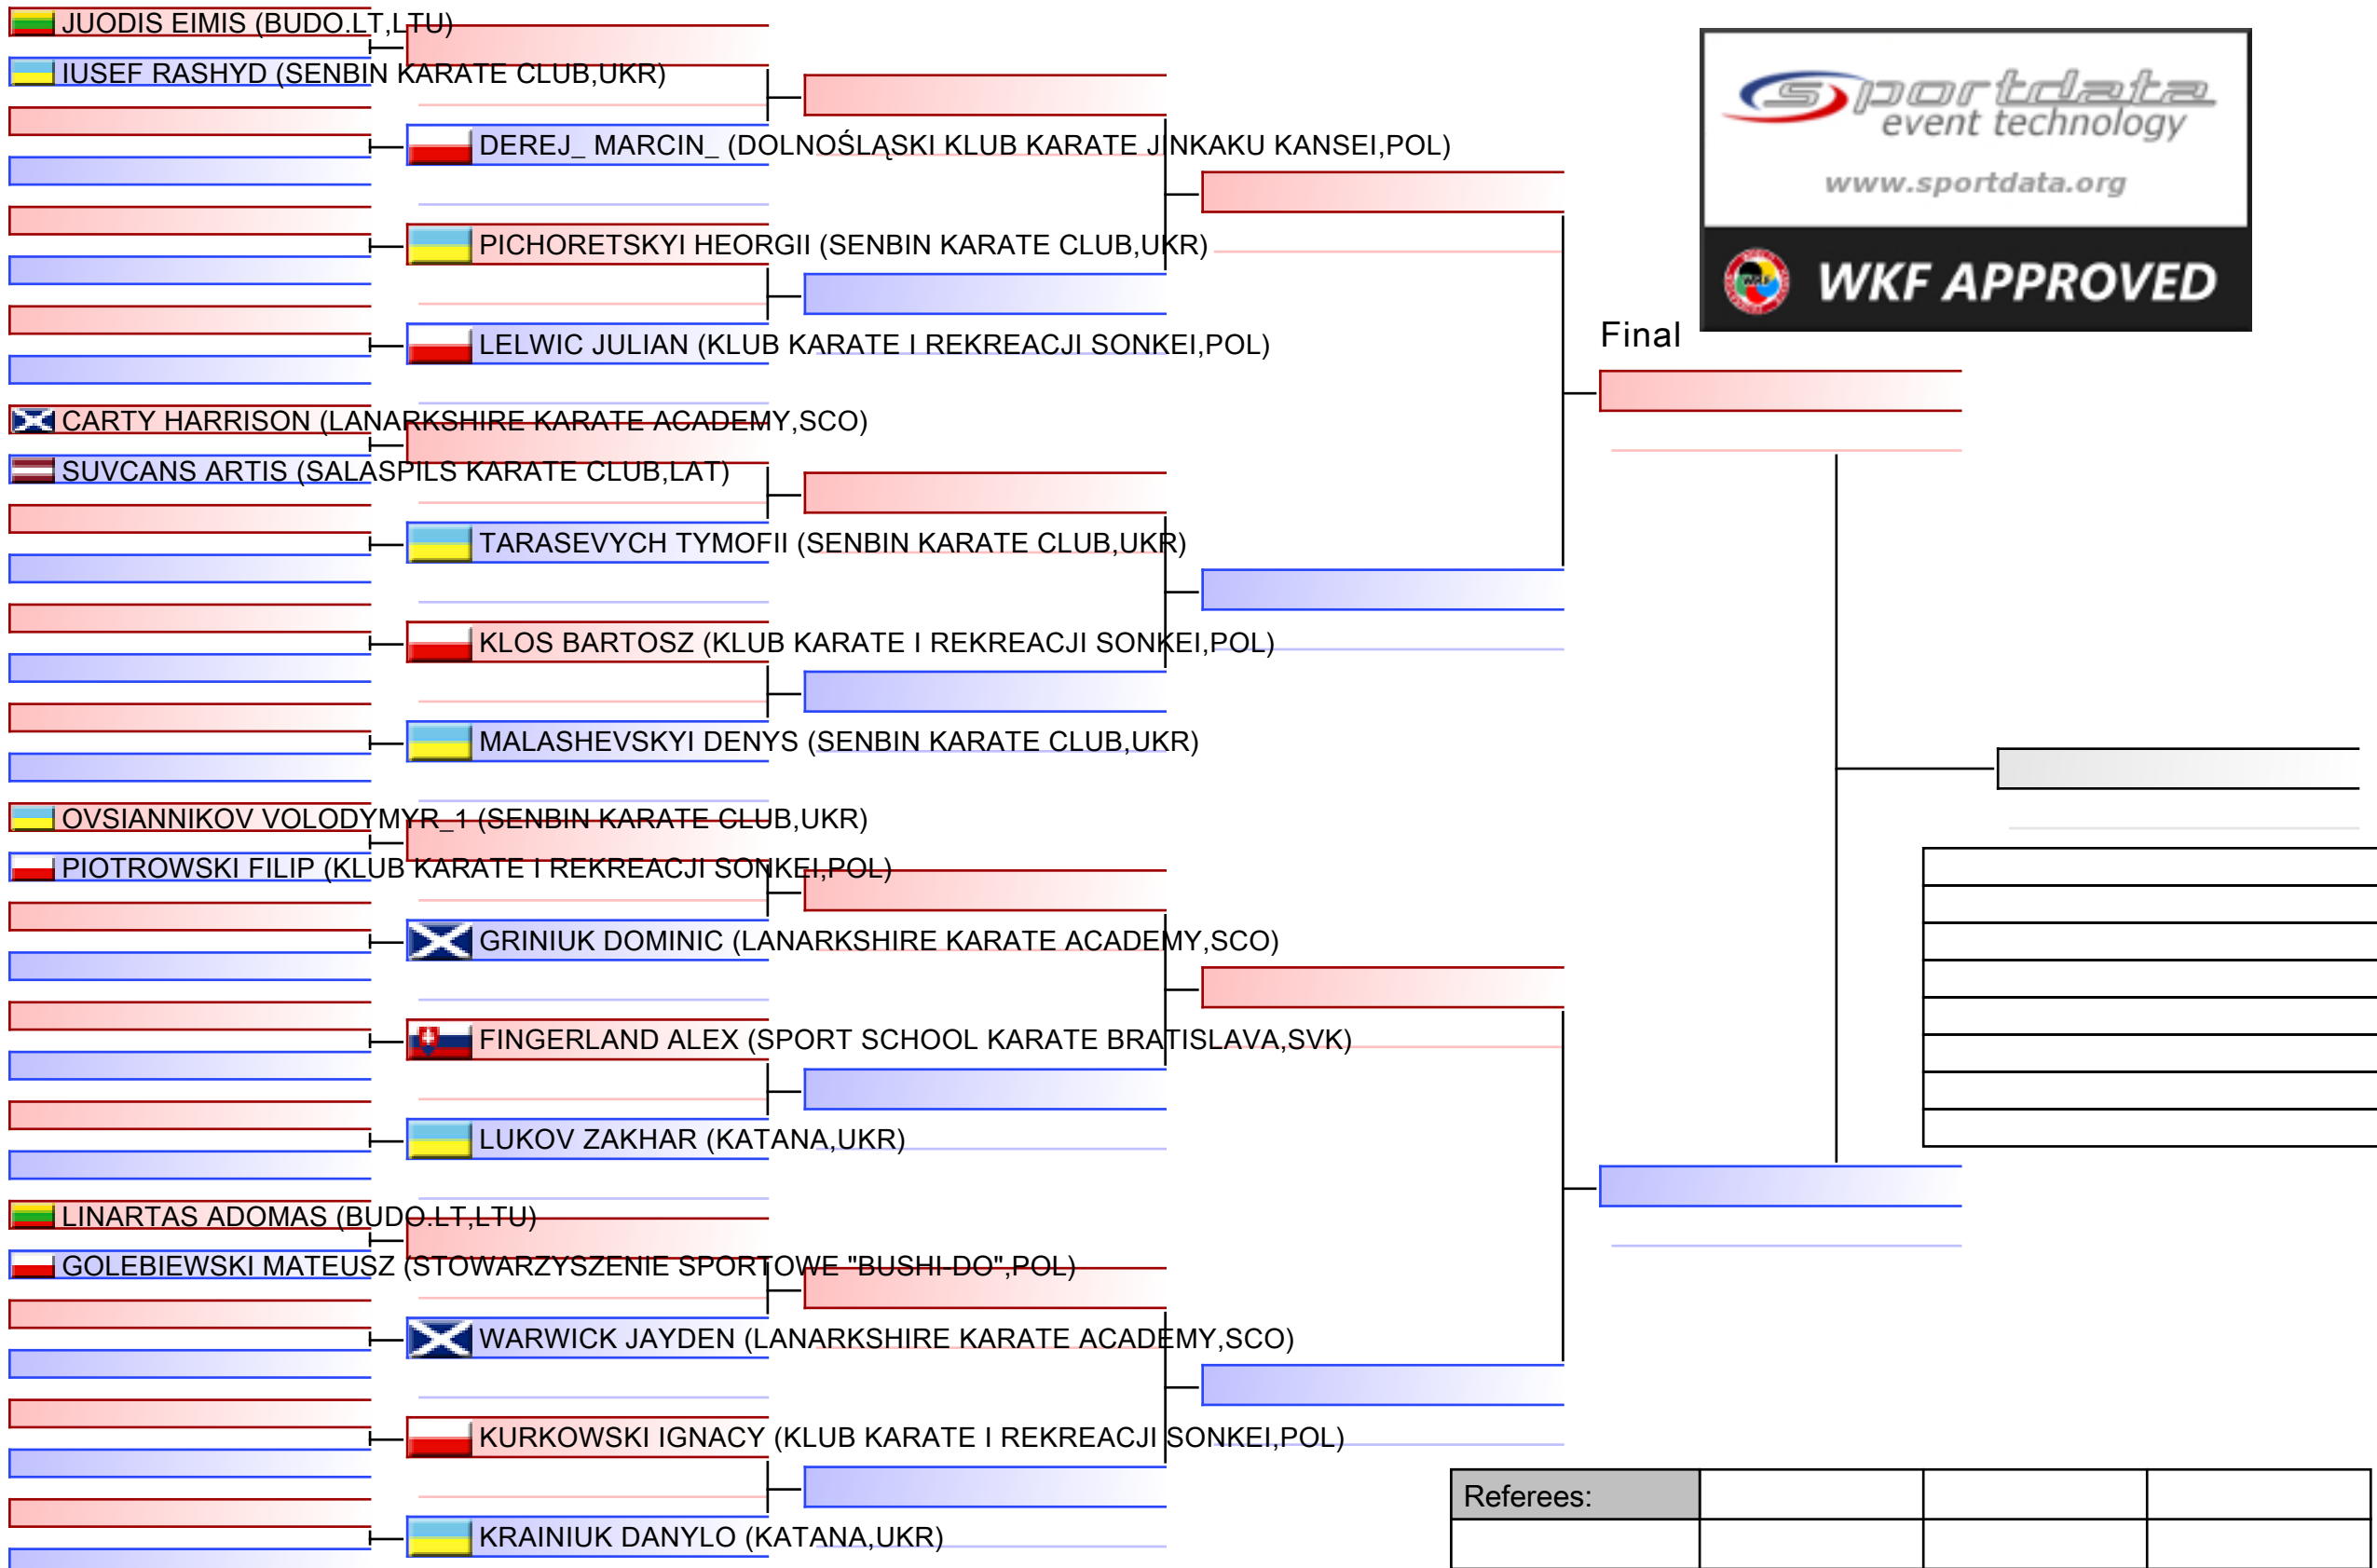 JUODIS EIMIS (BUDO.LT,LTU)
IUSEF RASHYD (SENBIN KARATE CLUB,UKR)
DEREJ_ MARCIN_ (DOLNOŚLĄSKI KLUB KARATE JINKAKU KANSEI,POL)
PICHORETSKYI HEORGII (SENBIN KARATE CLUB,UKR)
LELWIC JULIAN (KLUB KARATE I REKREACJI SONKEI,POL)
CARTY HARRISON (LANARKSHIRE KARATE ACADEMY,SCO)
SUVCANS ARTIS (SALASPILS KARATE CLUB,LAT)
TARASEVYCH TYMOFII (SENBIN KARATE CLUB,UKR)
KLOS BARTOSZ (KLUB KARATE I REKREACJI SONKEI,POL)
MALASHEVSKYI DENYS (SENBIN KARATE CLUB,UKR)
OVSIANNIKOV VOLODYMYR_1 (SENBIN KARATE CLUB,UKR)
PIOTROWSKI FILIP (KLUB KARATE I REKREACJI SONKEI,POL)
GRINIUK DOMINIC (LANARKSHIRE KARATE ACADEMY,SCO)
FINGERLAND ALEX (SPORT SCHOOL KARATE BRATISLAVA,SVK)
LUKOV ZAKHAR (KATANA,UKR)
LINARTAS ADOMAS (BUDO.LT,LTU)
GOLEBIEWSKI MATEUSZ (STOWARZYSZENIE SPORTOWE "BUSHI-DO",POL)
WARWICK JAYDEN (LANARKSHIRE KARATE ACADEMY,SCO)
KURKOWSKI IGNACY (KLUB KARATE I REKREACJI SONKEI,POL)
KRAINIUK DANYLO (KATANA,UKR)
sportdata
event technology
www.sportdata.org
WKF
WKF APPROVED
Final
Referees: